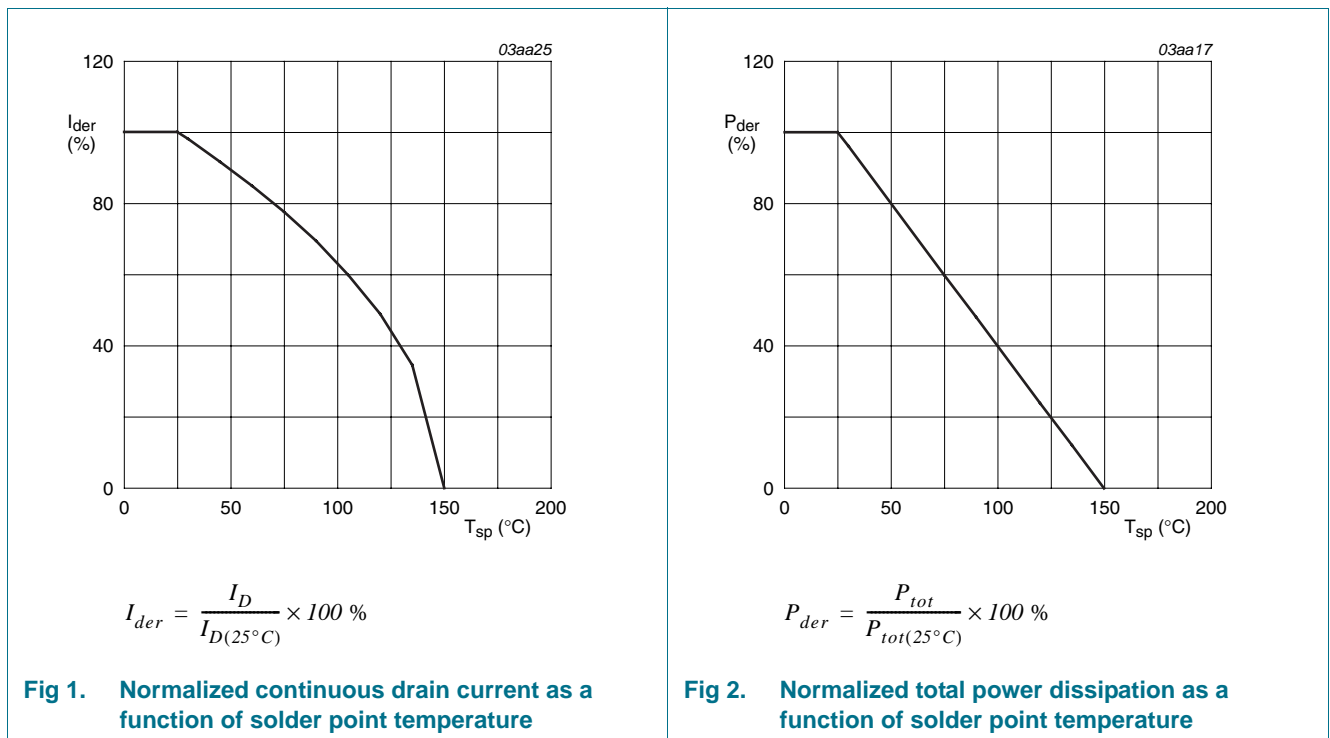 03aa25
120
I_der
(%)
80
40
0
0 50 100 150 200
T_sp (°C)
I_der = I_D / I_D(25°C) × 100 %
Fig 1. Normalized continuous drain current as a
function of solder point temperature
03aa17
120
P_der
(%)
80
40
0
0 50 100 150 200
T_sp (°C)
P_der = P_tot / P_tot(25°C) × 100 %
Fig 2. Normalized total power dissipation as a
function of solder point temperature